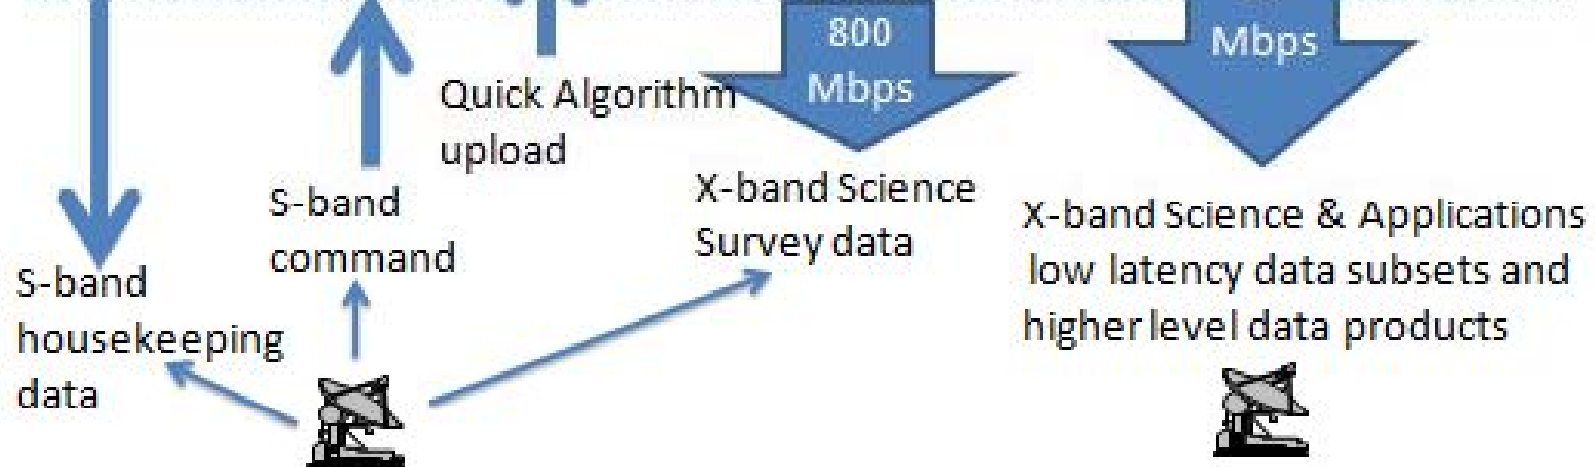 800
Mbps
Mbps
Quick Algorithm
upload
S-band
command
X-band Science
Survey data
X-band Science & Applications
low latency data subsets and
higher level data products
S-band
housekeeping
data